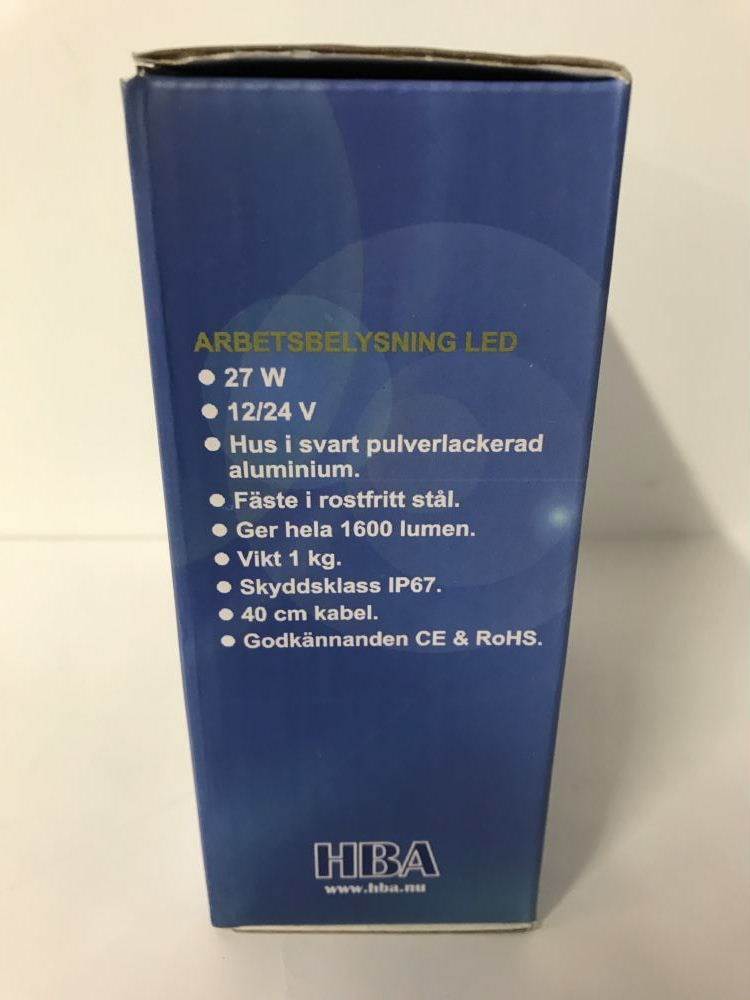 ARBETSBELYSNING LED
● 27 W
● 12/24 V
● Hus i svart pulverlackerad
aluminium.
● Fäste i rostfritt stål.
● Ger hela 1600 lumen.
● Vikt 1 kg.
● Skyddsklass IP67.
● 40 cm kabel.
● Godkännanden CE & RoHS.
HBA
www.hba.nu